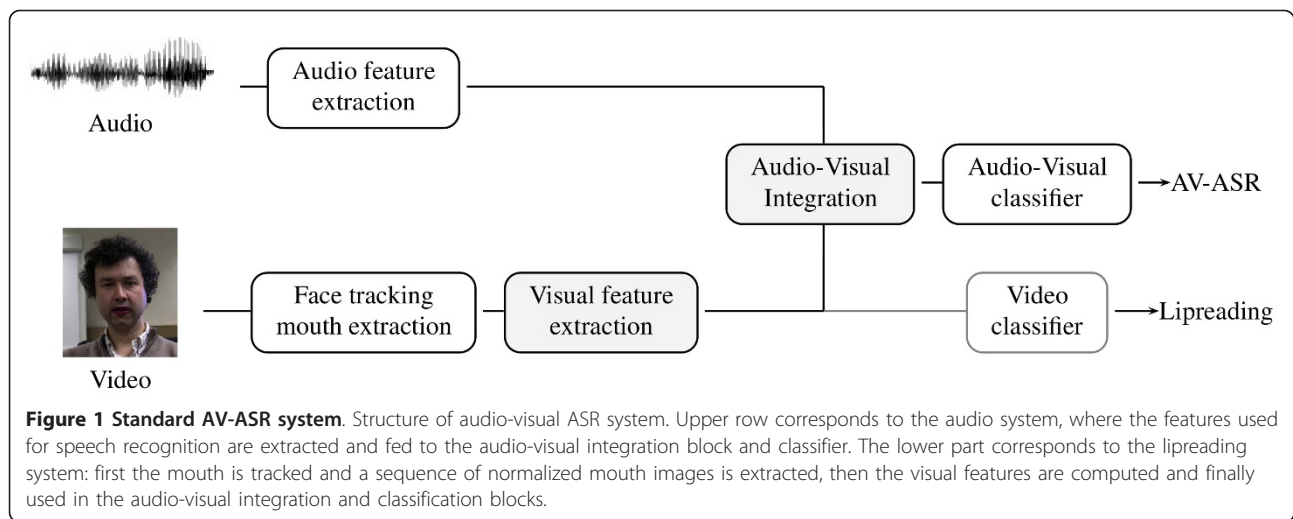 Audio
Audio feature
extraction
Audio-Visual
Integration
Audio-Visual
classifier
AV-ASR
Video
Face tracking
mouth extraction
Visual feature
extraction
Video
classifier
Lipreading
Figure 1 Standard AV-ASR system. Structure of audio-visual ASR system. Upper row corresponds to the audio system, where the features used
for speech recognition are extracted and fed to the audio-visual integration block and classifier. The lower part corresponds to the lipreading
system: first the mouth is tracked and a sequence of normalized mouth images is extracted, then the visual features are computed and finally
used in the audio-visual integration and classification blocks.